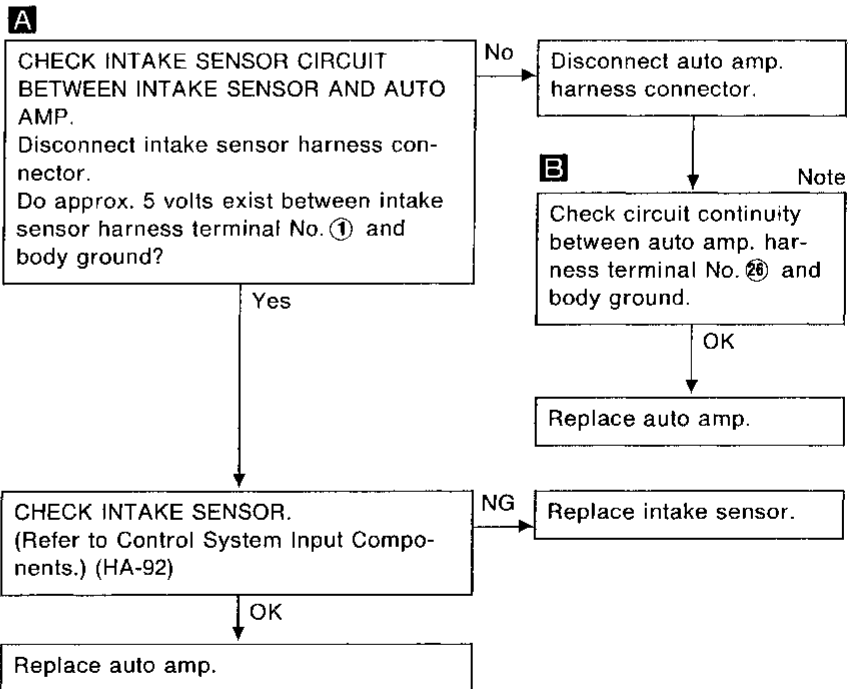 A
CHECK INTAKE SENSOR CIRCUIT
BETWEEN INTAKE SENSOR AND AUTO
AMP.
Disconnect intake sensor harness con-
nector.
Do approx. 5 volts exist between intake
sensor harness terminal No. ① and
body ground?
No
Disconnect auto amp.
harness connector.
B
Note
Check circuit continuity
between auto amp. har-
ness terminal No. ㉖ and
body ground.
OK
Replace auto amp.
Yes
CHECK INTAKE SENSOR.
(Refer to Control System Input Compo-
nents.) (HA-92)
NG
Replace intake sensor.
OK
Replace auto amp.